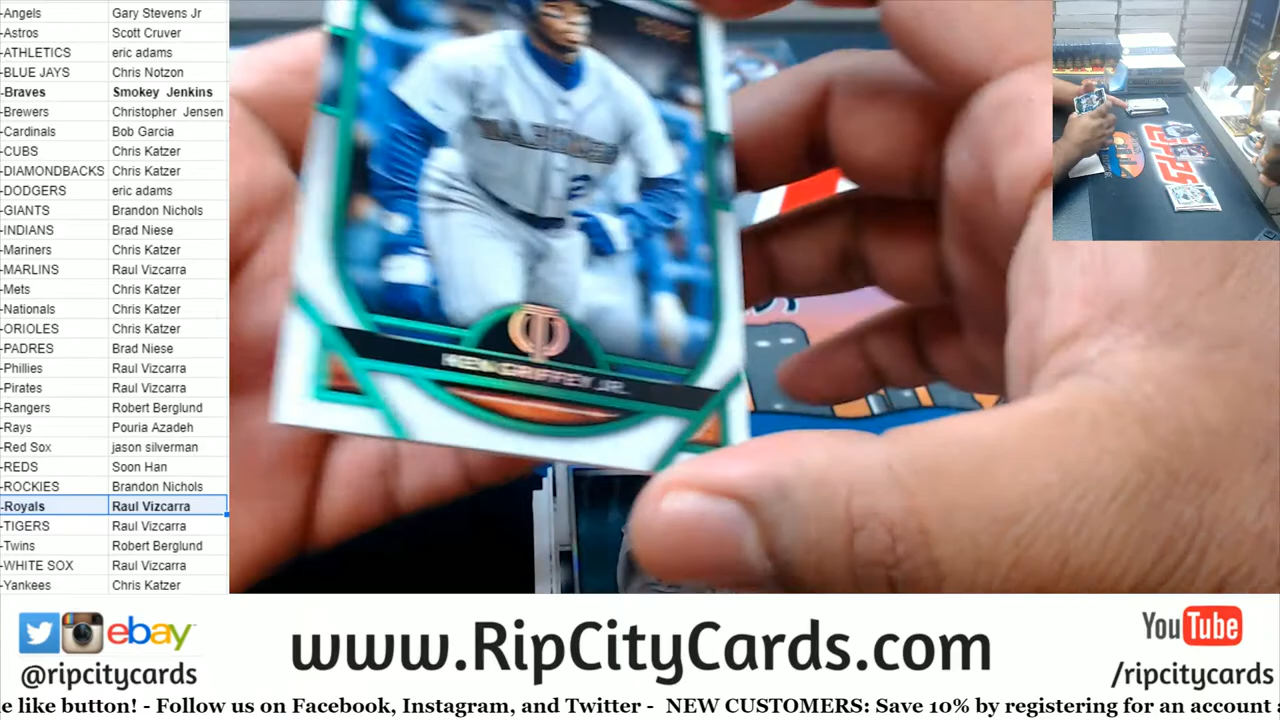 -Angels Gary Stevens Jr
-Astros Scott Cruver
-ATHLETICS eric adams
-BLUE JAYS Chris Notzon
-Braves Smokey Jenkins
-Brewers Christopher Jensen
-Cardinals Bob Garcia
-CUBS Chris Katzer
-DIAMONDBACKS Chris Katzer
-DODGERS eric adams
-GIANTS Brandon Nichols
-INDIANS Brad Niese
-Mariners Chris Katzer
-MARLINS Raul Vizcarra
-Mets Chris Katzer
-Nationals Chris Katzer
-ORIOLES Chris Katzer
-PADRES Brad Niese
-Phillies Raul Vizcarra
-Pirates Raul Vizcarra
-Rangers Robert Berglund
-Rays Pouria Azadeh
-Red Sox jason silverman
-REDS Soon Han
-ROCKIES Brandon Nichols
-Royals Raul Vizcarra
-TIGERS Raul Vizcarra
-Twins Robert Berglund
-WHITE SOX Raul Vizcarra
-Yankees Chris Katzer
MARINERS
KEN GRIFFEY JR.
TOPPS
ebay
@ripcitycards
www.RipCityCards.com
YouTube
/ripcitycards
e like button! - Follow us on Facebook, Instagram, and Twitter - NEW CUSTOMERS: Save 10% by registering for an account a